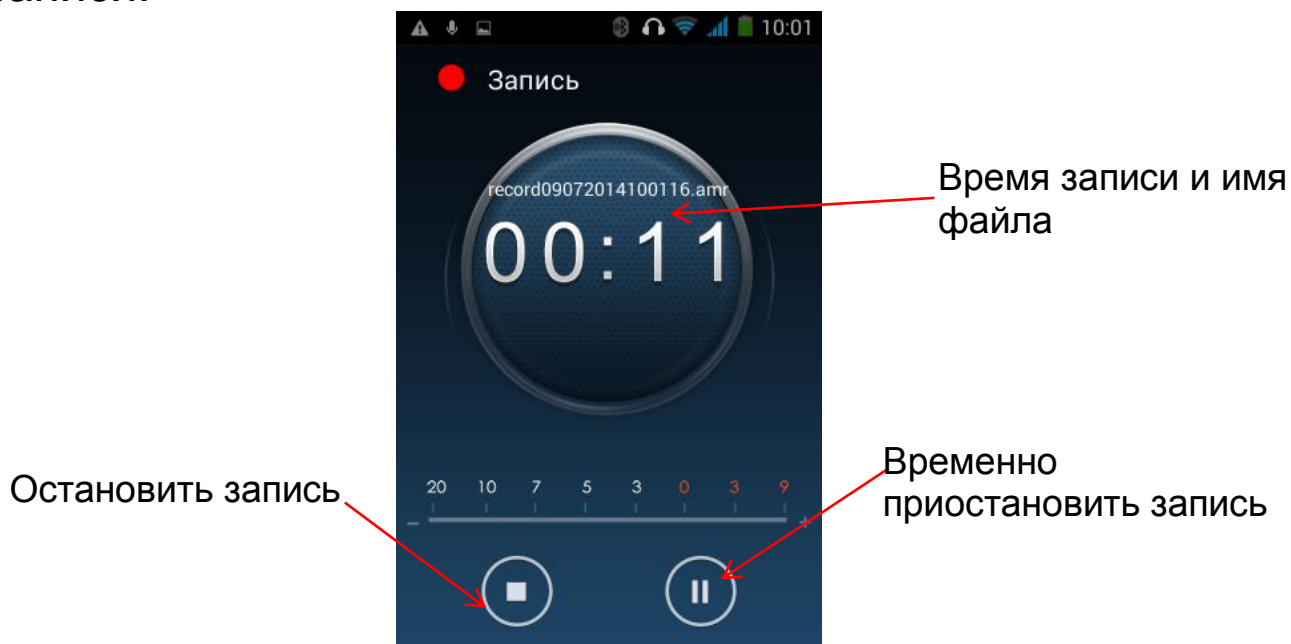 10:01
Запись
record09072014100116.amr
00:11
Время записи и имя
файла
Остановить запись
Временно
приостановить запись
20 10 7 5 3 0 3 9
- +